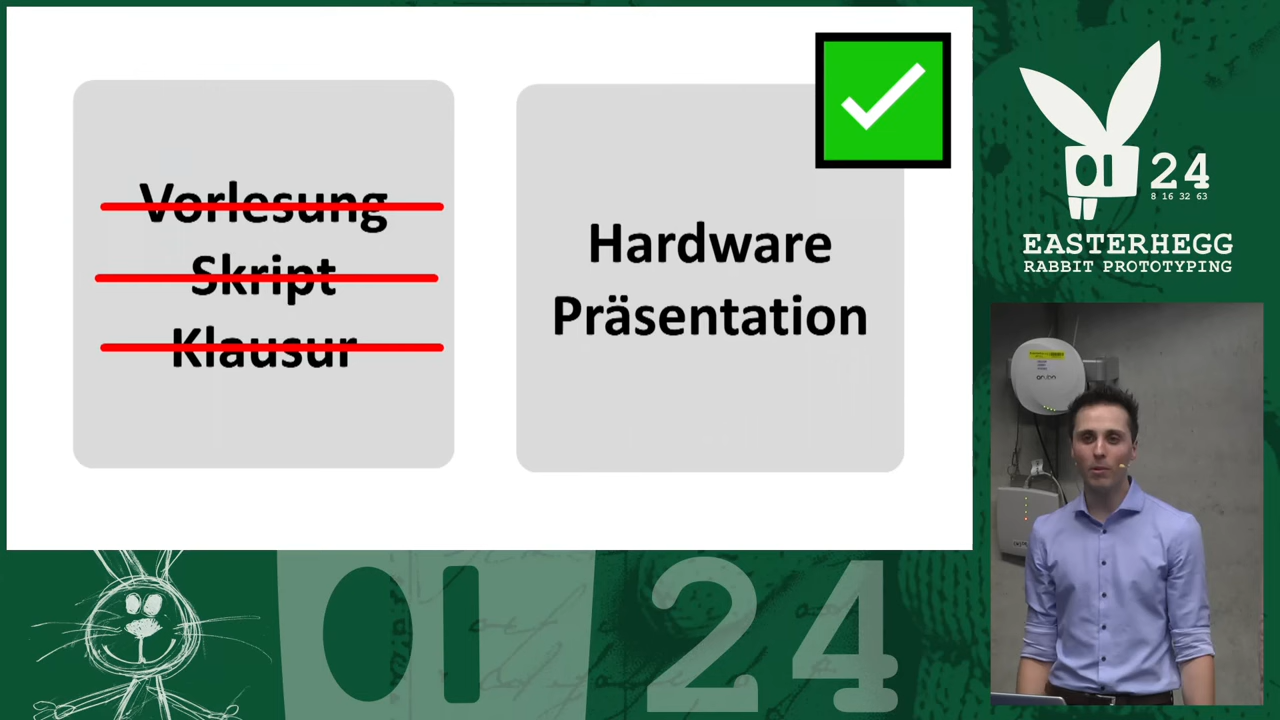 Vorlesung
Skript
Klausur
Hardware
Präsentation
24
8 16 32 63
EASTERHEGG
RABBIT PROTOTYPING
24